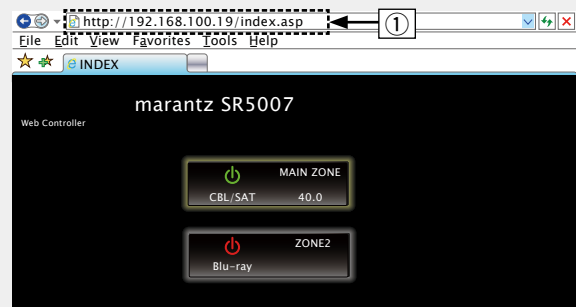 http://192.168.100.19/index.asp
①
File Edit View Favorites Tools Help
INDEX
marantz SR5007
Web Controller
MAIN ZONE
CBL/SAT 40.0
ZONE2
Blu-ray